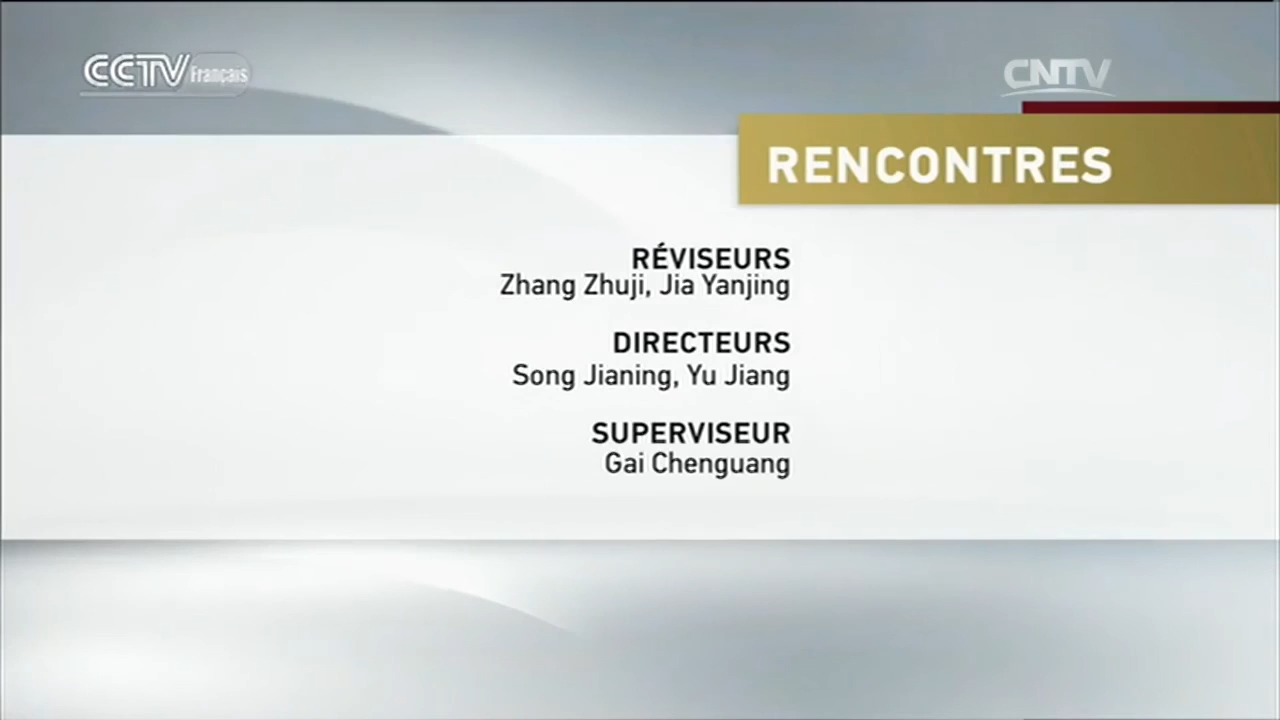 CCTV Français
CNTV
RENCONTRES
RÉVISEURS
Zhang Zhuji, Jia Yanjing
DIRECTEURS
Song Jianing, Yu Jiang
SUPERVISEUR
Gai Chenguang